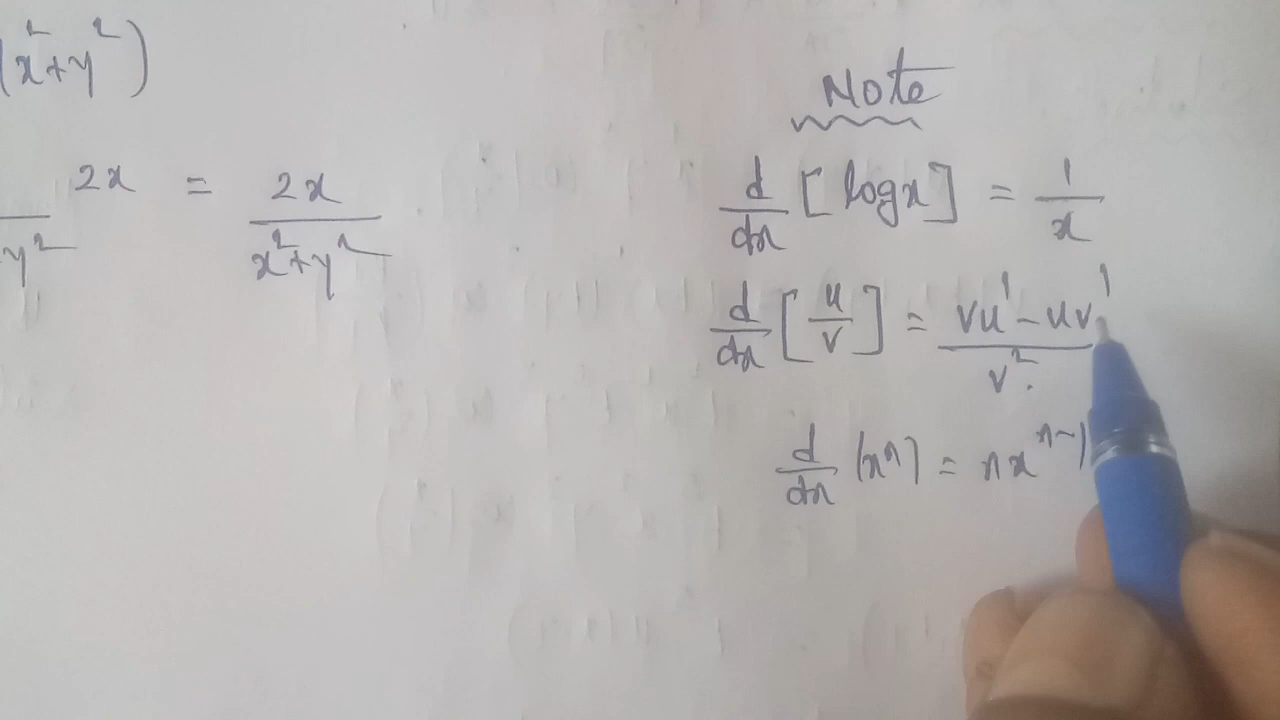 (x²+y²)
y² 2x = 2x / x²+y²
Note
d/dx [log x] = 1/x
d/dx [u/v] = vu' - uv' / v².
d/dx (xⁿ) = nxⁿ⁻¹